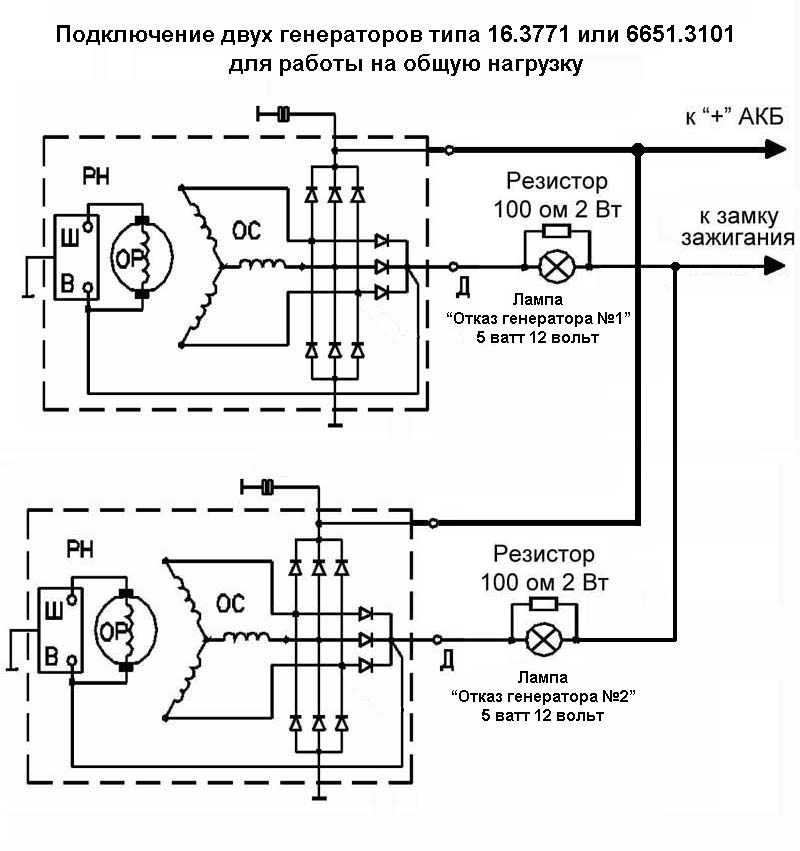 Подключение двух генераторов типа 16.3771 или 6651.3101
для работы на общую нагрузку
к “+” АКБ
РН
Резистор
100 ом 2 Вт
к замку
зажигания
Ш
ОР
ОС
В
Д
Лампа
“Отказ генератора №1”
5 ватт 12 вольт
РН
Резистор
100 ом 2 Вт
Ш
ОР
ОС
В
Д
Лампа
“Отказ генератора №2”
5 ватт 12 вольт